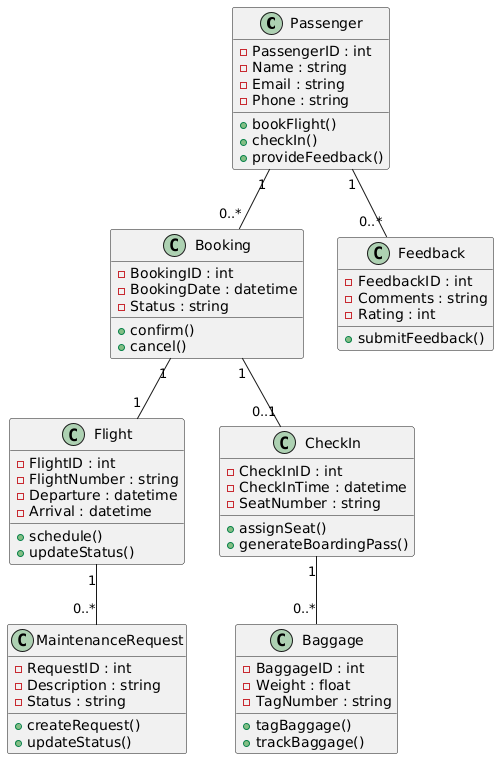 C Passenger
PassengerID : int
Name : string
Email : string
Phone : string
bookFlight()
checkIn()
provideFeedback()
1
1
0..*
0..*
C Booking
BookingID : int
BookingDate : datetime
Status : string
confirm()
cancel()
C Feedback
FeedbackID : int
Comments : string
Rating : int
submitFeedback()
1
1
1
0..1
C Flight
FlightID : int
FlightNumber : string
Departure : datetime
Arrival : datetime
schedule()
updateStatus()
C CheckIn
CheckInID : int
CheckInTime : datetime
SeatNumber : string
assignSeat()
generateBoardingPass()
1
1
0..*
0..*
C MaintenanceRequest
RequestID : int
Description : string
Status : string
createRequest()
updateStatus()
C Baggage
BaggageID : int
Weight : float
TagNumber : string
tagBaggage()
trackBaggage()